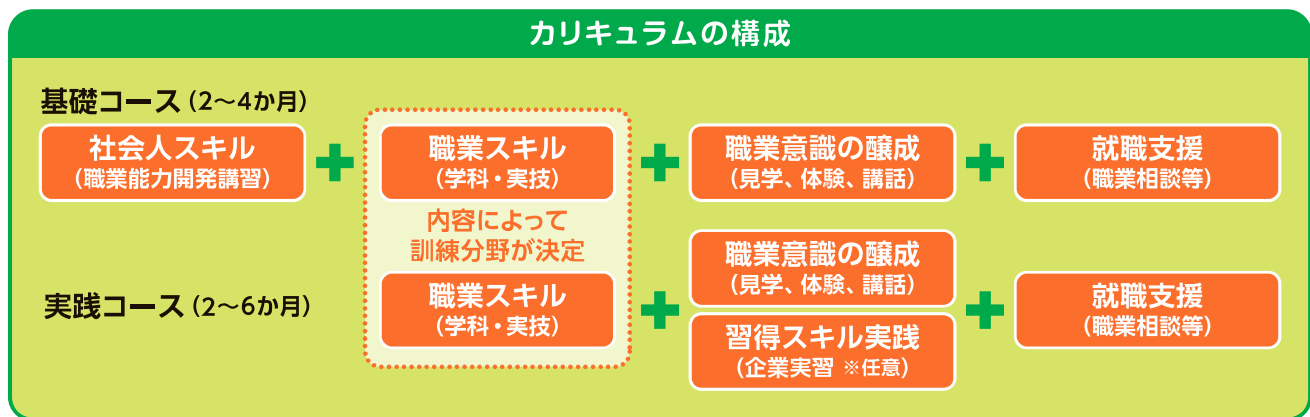 カリキュラムの構成
基礎コース（2～4か月）
社会人スキル
（職業能力開発講習）
職業スキル
（学科・実技）
職業意識の醸成
（見学、体験、講話）
就職支援
（職業相談等）
内容によって
訓練分野が決定
実践コース（2～6か月）
職業スキル
（学科・実技）
職業意識の醸成
（見学、体験、講話）
習得スキル実践
（企業実習 ※任意）
就職支援
（職業相談等）